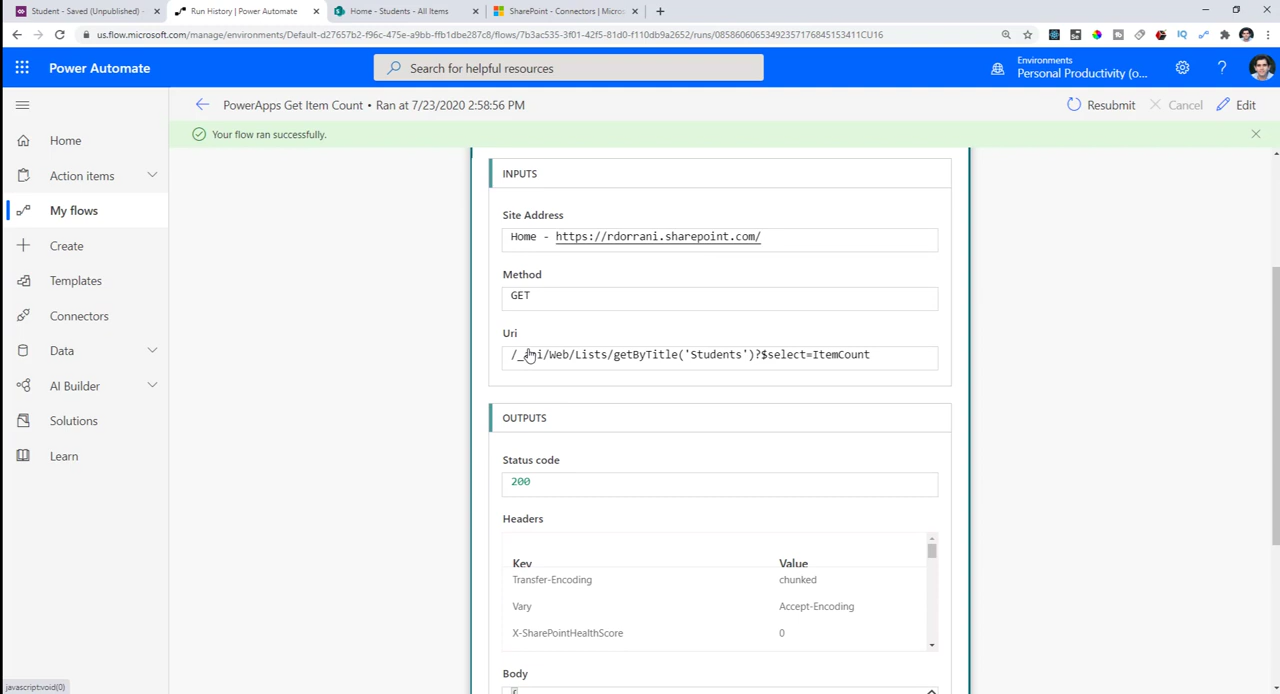 Student - Saved (Unpublished) -
Run History | Power Automate
Home - Students - All Items
SharePoint - Connectors | Micros
us.flow.microsoft.com/manage/environments/Default-d27657b2-f96c-475e-a9bb-ffb1dbe287c8/flows/7b3ac535-3f01-42f5-81d0-f110db9a2652/runs/08586060653492357176845153411CU16
Power Automate
Search for helpful resources
Environments
Personal Productivity (o...
PowerApps Get Item Count • Ran at 7/23/2020 2:58:56 PM
Resubmit
Cancel
Edit
Your flow ran successfully.
Home
Action items
My flows
Create
Templates
Connectors
Data
AI Builder
Solutions
Learn
INPUTS
Site Address
Home - https://rdorrani.sharepoint.com/
Method
GET
Uri
/_api/Web/Lists/getByTitle('Students')?$select=ItemCount
OUTPUTS
Status code
200
Headers
Key Value
Transfer-Encoding chunked
Vary Accept-Encoding
X-SharePointHealthScore 0
Body
{
javascript:void(0)